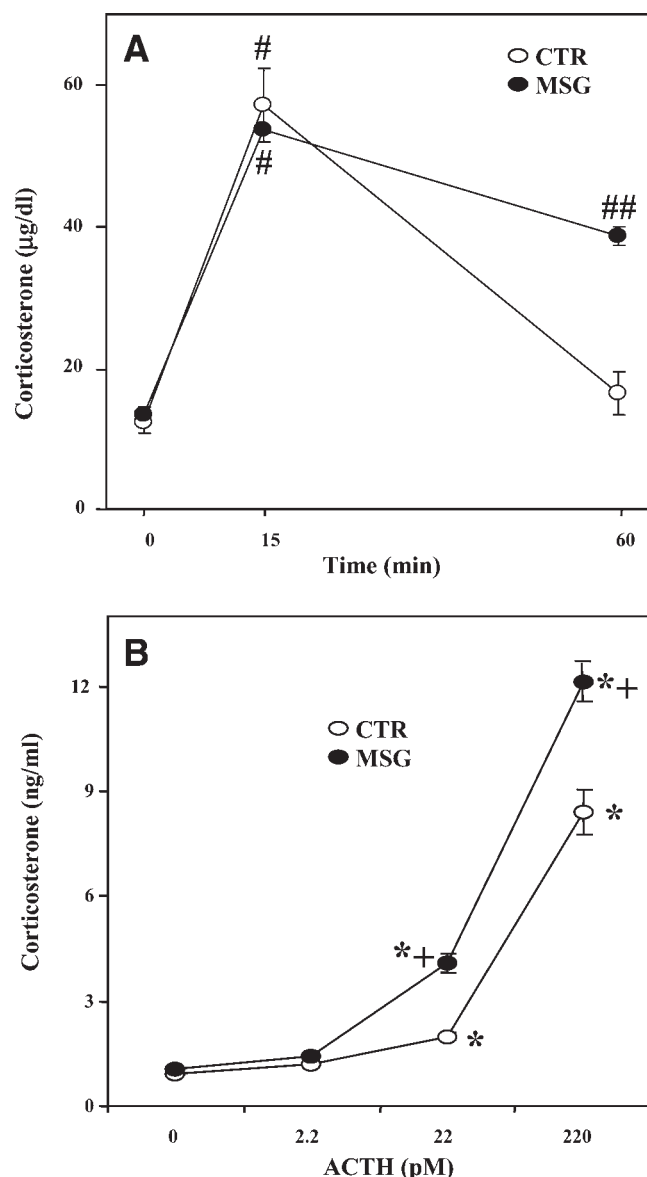 A
#
CTR
MSG
60
#
##
40
20
0
Corticosterone (µg/dl)
0 15 60
Time (min)
B
12
*+
CTR
MSG
9
*
6
*+
3
*
0
Corticosterone (ng/ml)
0 2.2 22 220
ACTH (pM)